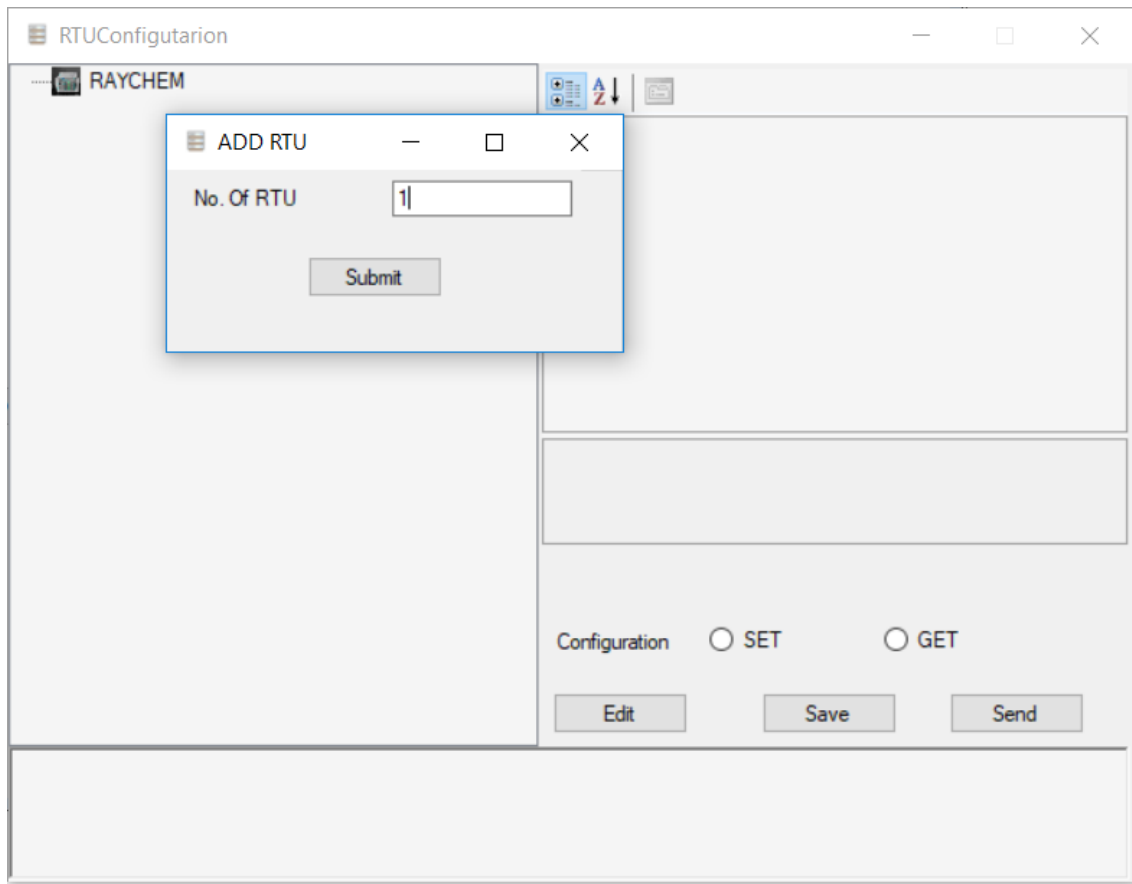 RTUConfigutarion
RAYCHEM
ADD RTU
No. Of RTU 1
Submit
Configuration SET GET
Edit Save Send